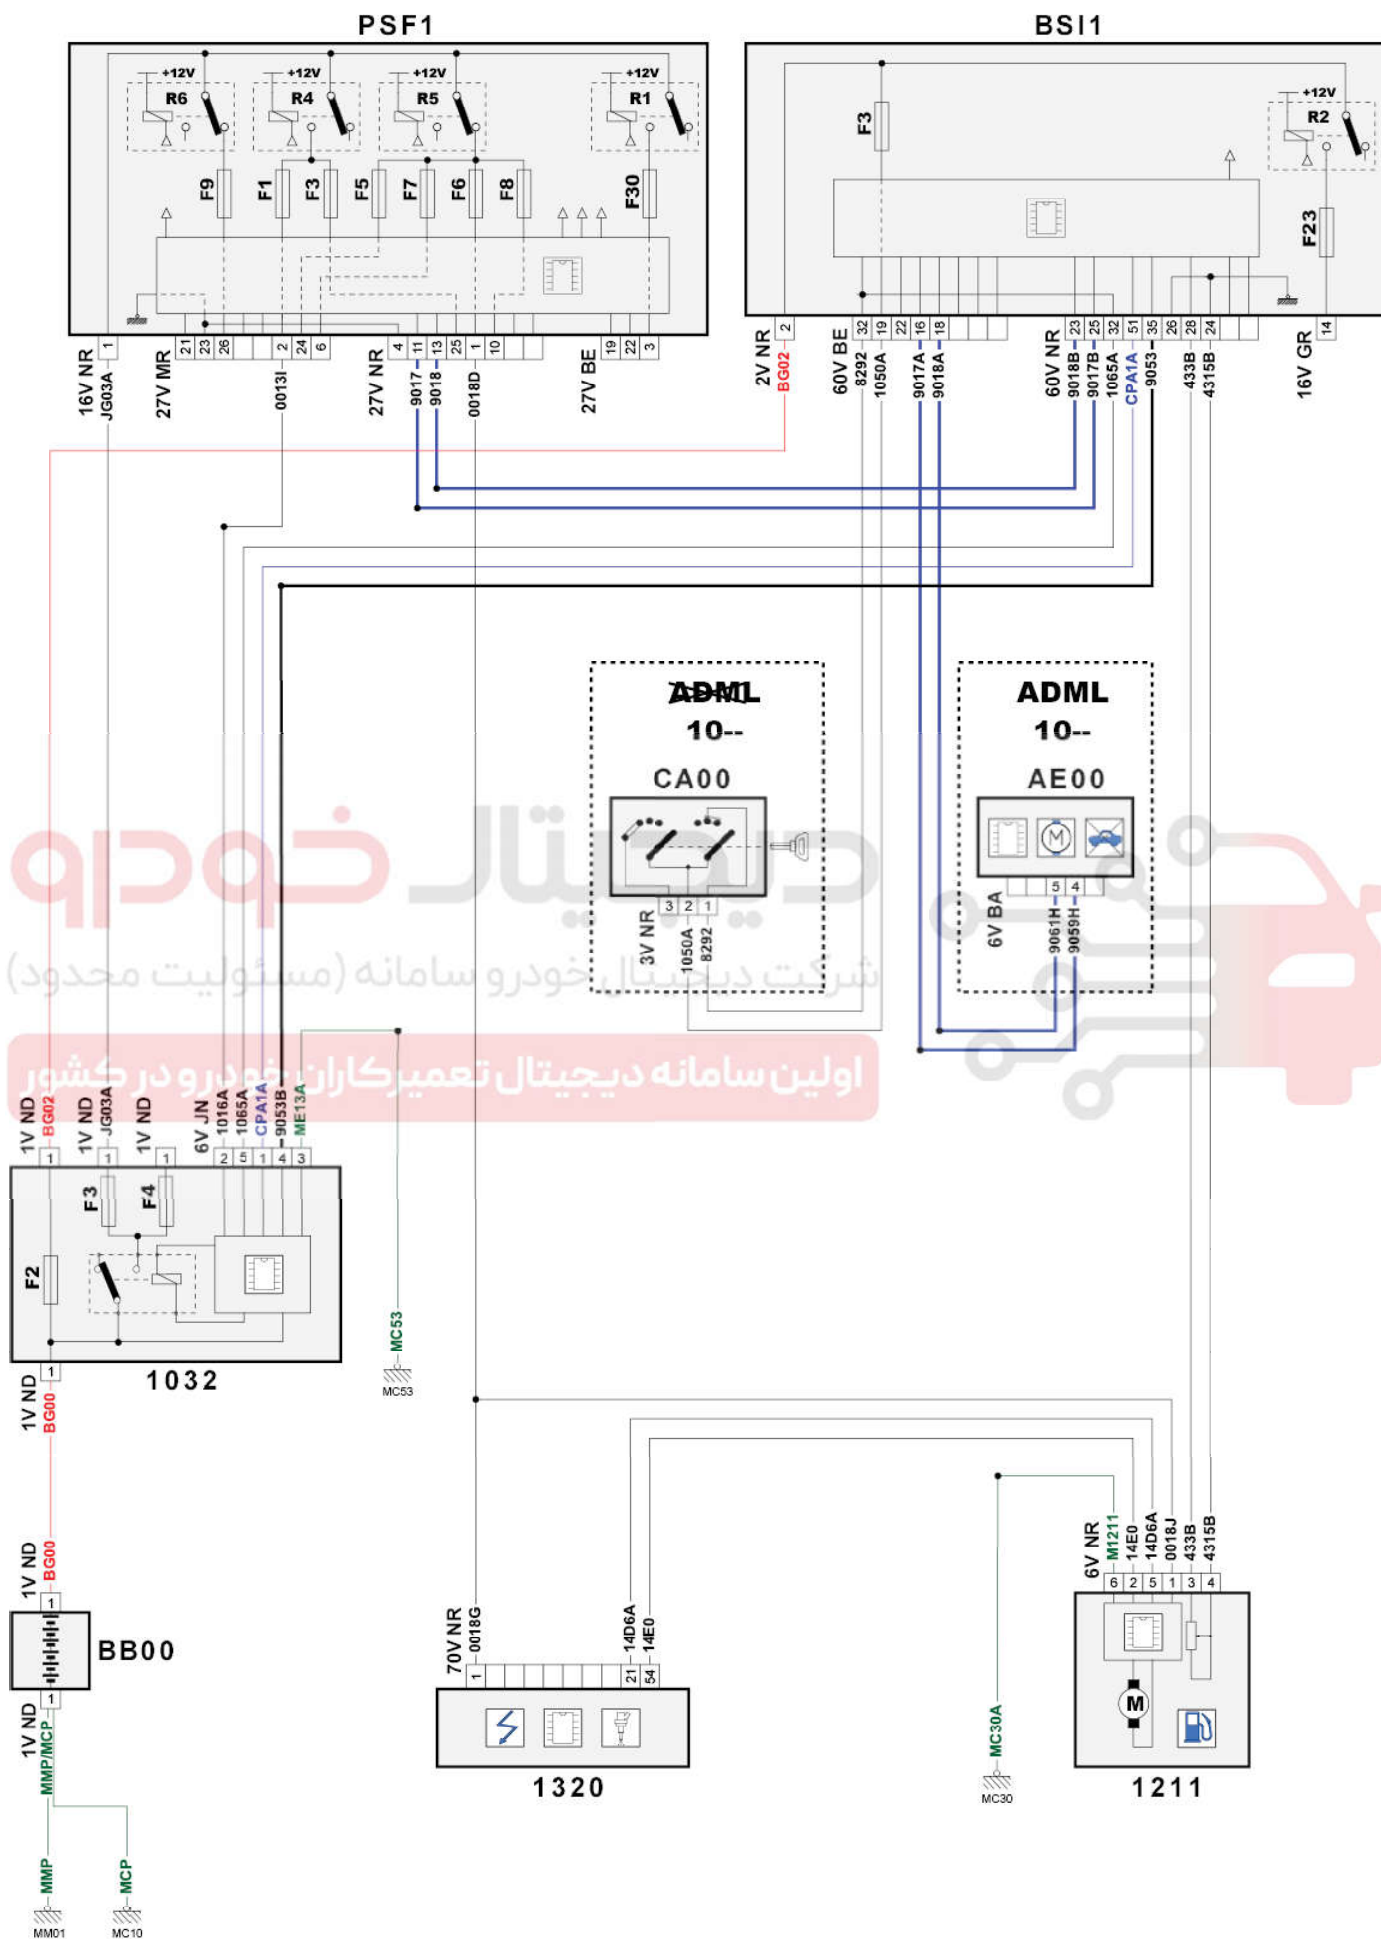 PSF1
BSI1
+12V +12V +12V +12V
R6 R4 R5 R1
+12V
R2
F3
F9 F1 F3 F5 F7 F6 F8 F30
F23
16V NR 1 JG03A
27V MR 21 23 26 2 24 6
0013I
27V NR 4 11 13 25 1 10
9017 9018 0018D
27V BE 19 22 3
2V NR 2 BG02
60V BE 32 19 22 16 18
8292 1050A 9017A 9018A
60V NR 23 25 32 51 35 26 28 24
9018B 9017B 1065A CPA1A 9053 433B 4315B
16V GR 14
ADML
10--
CA00
3V NR 3 2 1
1050A 8292
ADML
10--
AE00
M
6V BA 5 4
9061H 9059H
دیجیتال خودرو
شرکت دیجیتال خودرو سامانه (مسئولیت محدود)
اولین سامانه دیجیتال تعمیرکاران خودرو در کشور
1V ND BG02 1V ND JG03A 1V ND 6V JN 1016A 1065A CPA1A 9053B ME13A
1 1 1 2 5 1 4 3
F3 F4
F2
1
1032
1V ND BG00
MC53
MC53
1V ND BG00
1
BB00
1
1V ND MMP/MCP
MMP
MCP
MM01
MC10
70V NR 0018G 14D6A 14E0
1 21 54
1320
MC30A
MC30
6V NR M1211 14E0 14D6A 0018J 433B 4315B
6 2 5 1 3 4
M
1211